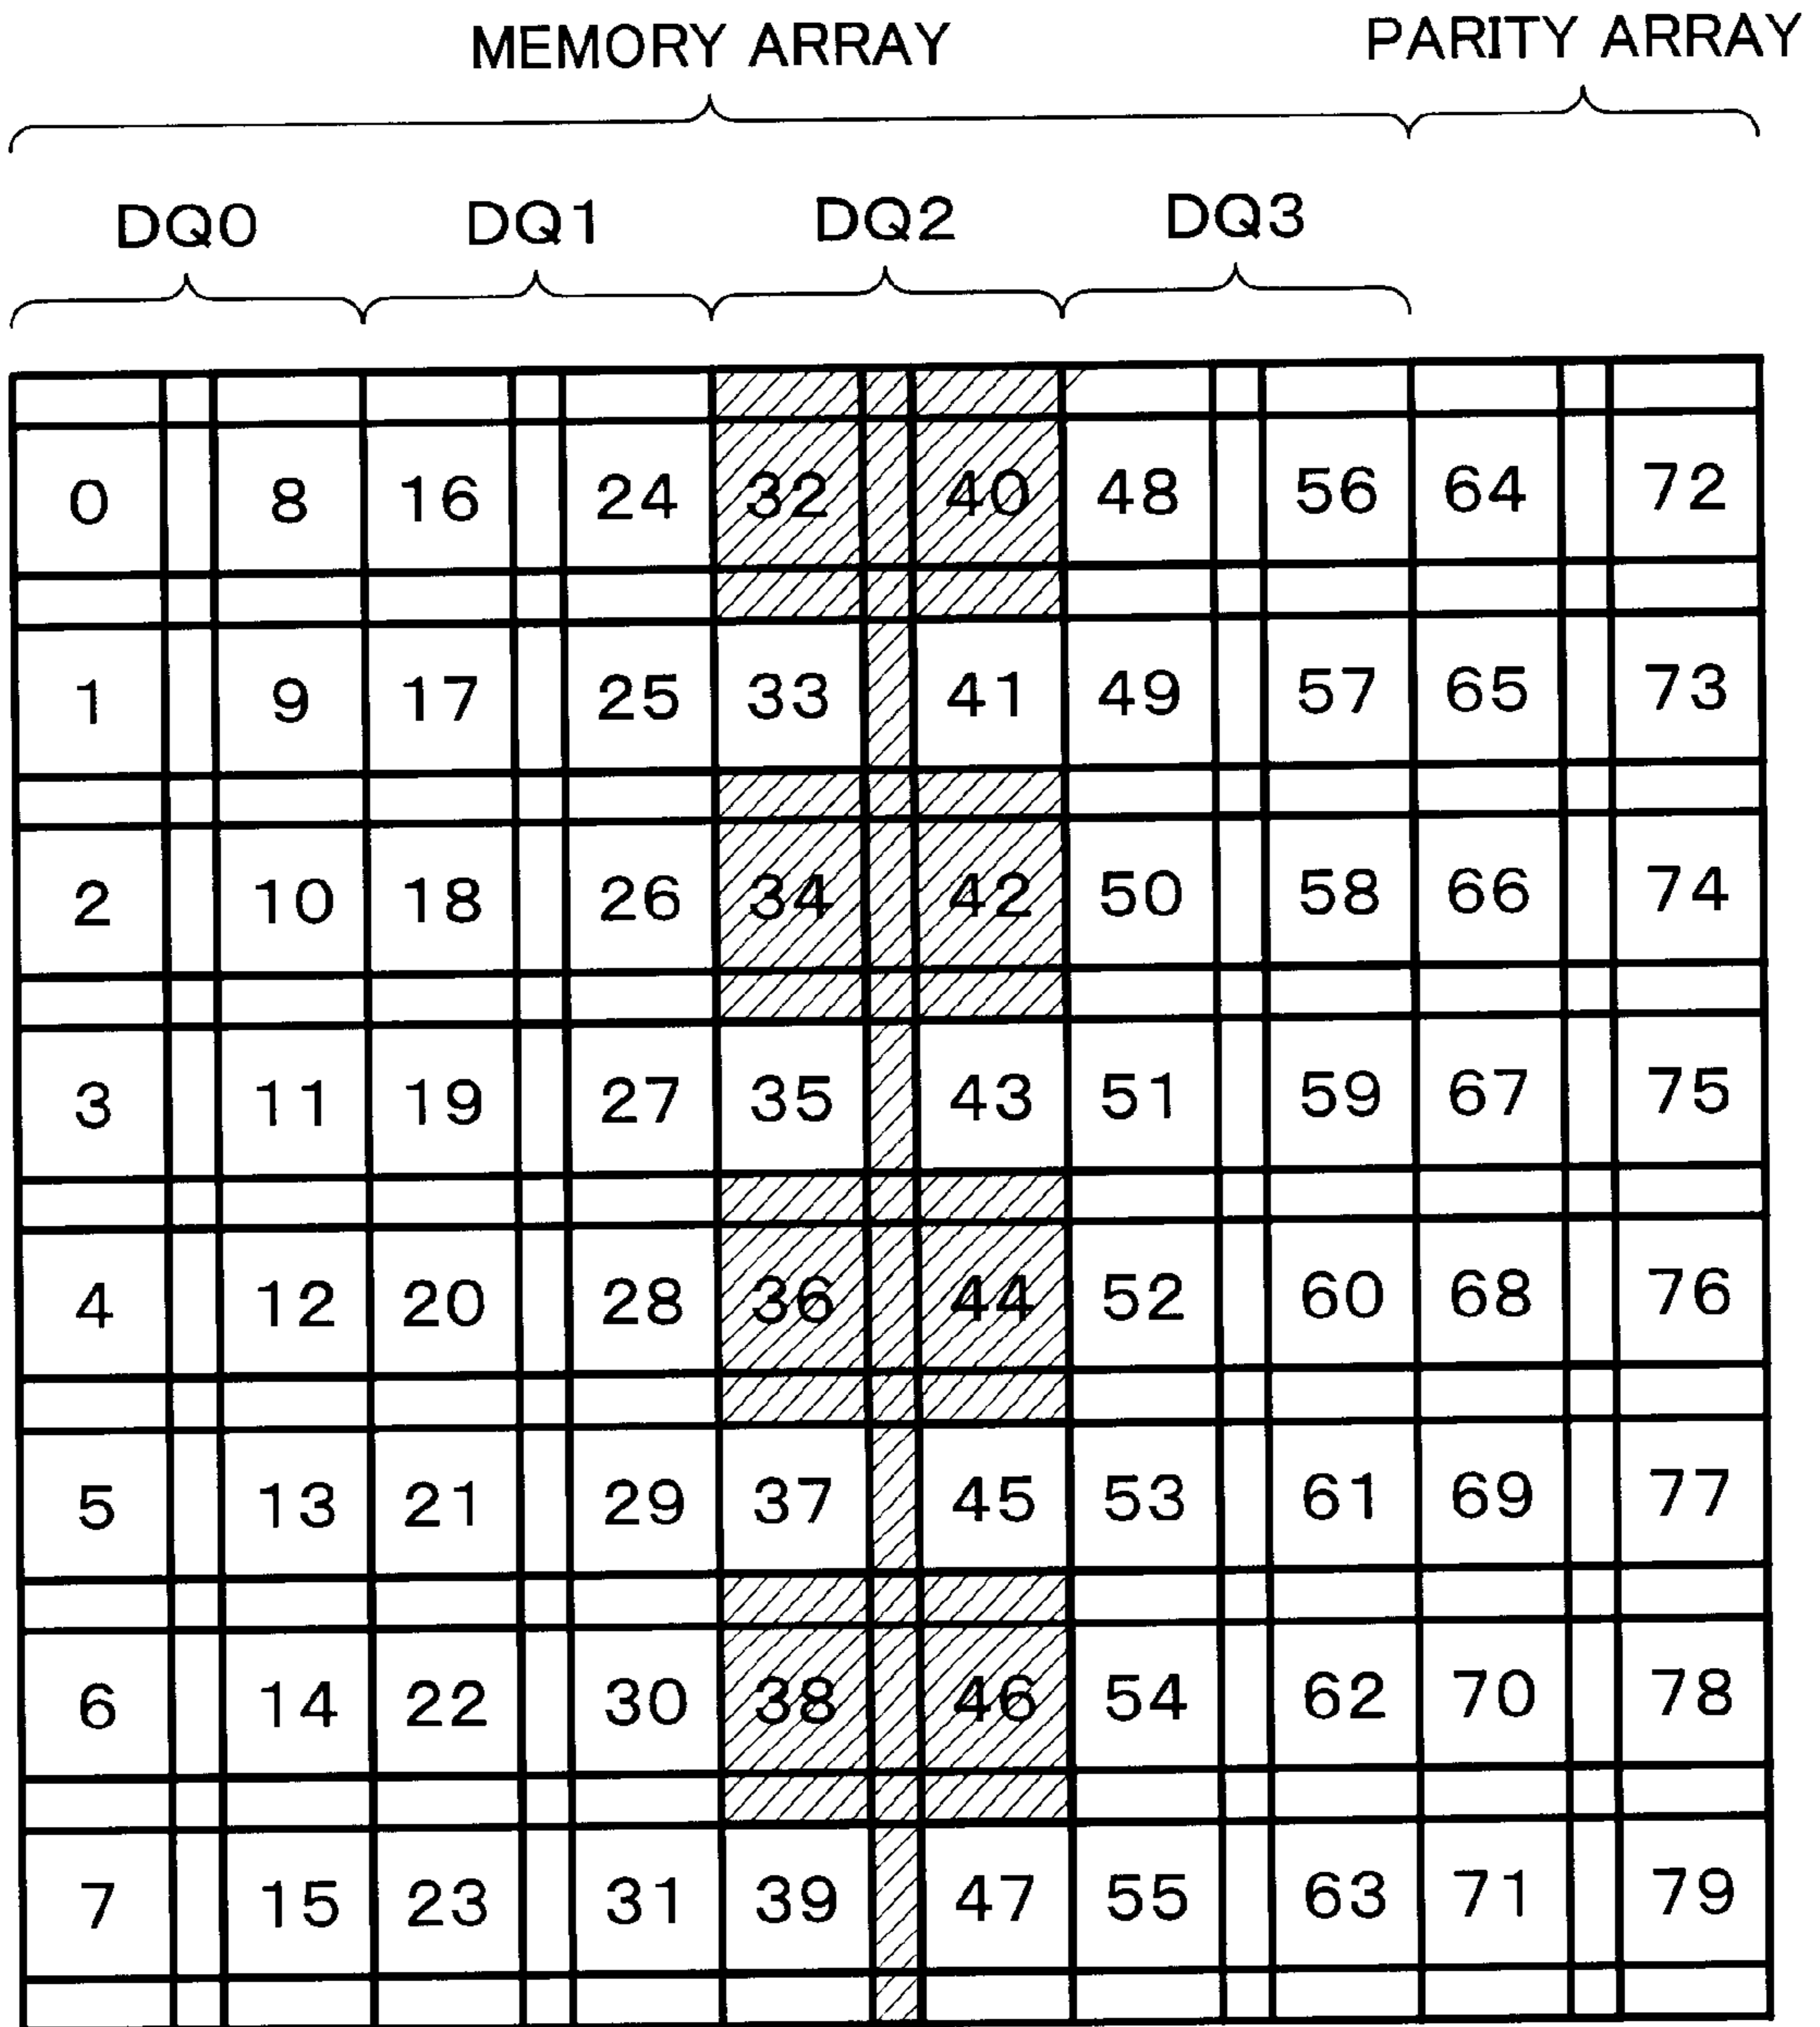 MEMORY ARRAY PARITY ARRAY
DQ0 DQ1 DQ2 DQ3
0 8 16 24 32 40 48 56 64 72
1 9 17 25 33 41 49 57 65 73
2 10 18 26 34 42 50 58 66 74
3 11 19 27 35 43 51 59 67 75
4 12 20 28 36 44 52 60 68 76
5 13 21 29 37 45 53 61 69 77
6 14 22 30 38 46 54 62 70 78
7 15 23 31 39 47 55 63 71 79